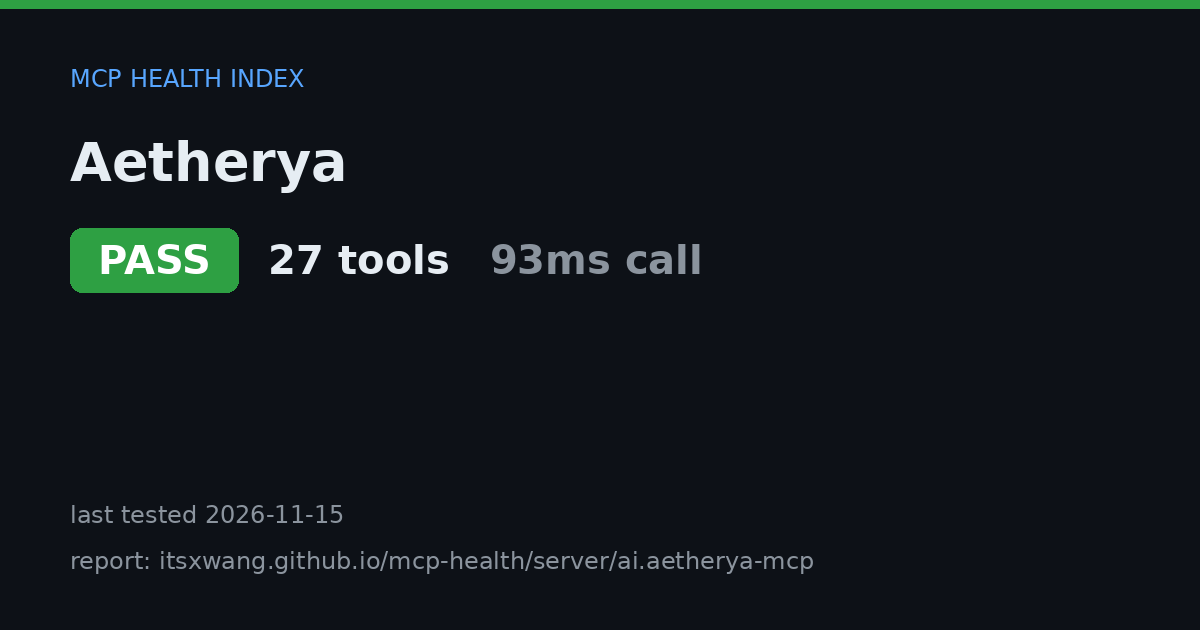 MCP HEALTH INDEX
Aetherya
PASS 27 tools 93ms call
last tested 2026-11-15
report: itsxwang.github.io/mcp-health/server/ai.aetherya-mcp